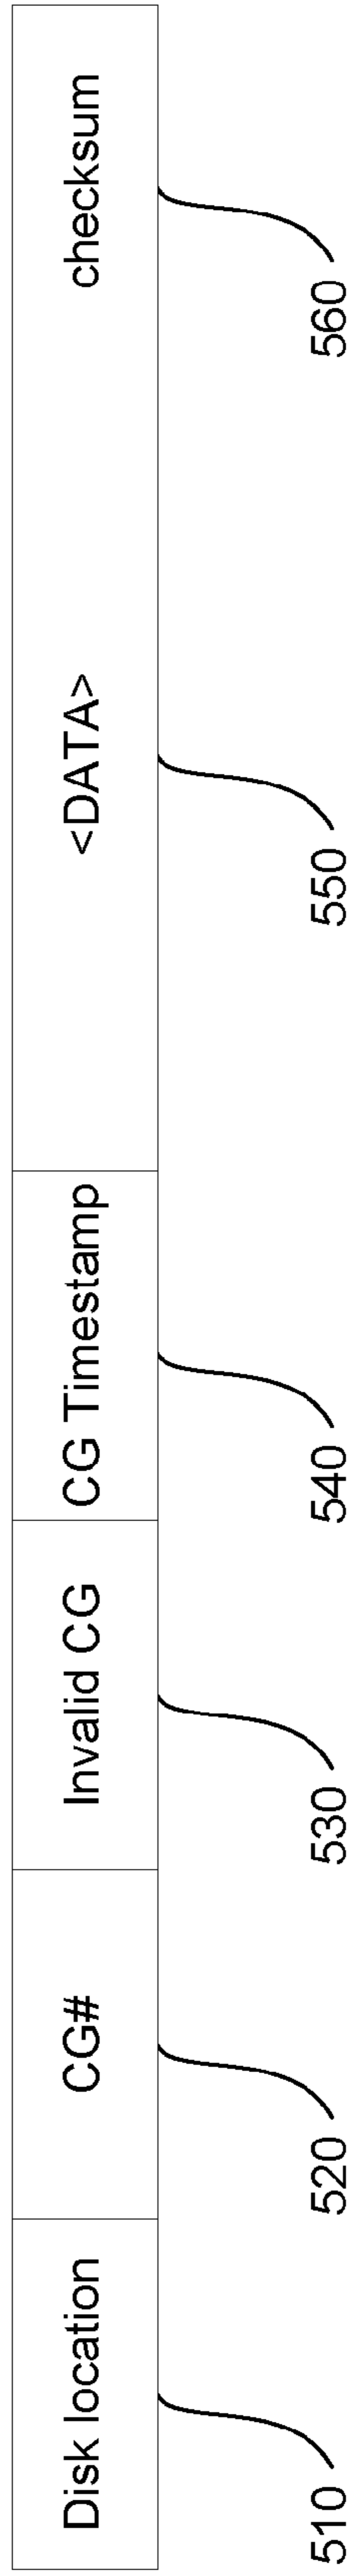 Disk location
CG#
Invalid CG
CG Timestamp
<DATA>
checksum
510
520
530
540
550
560